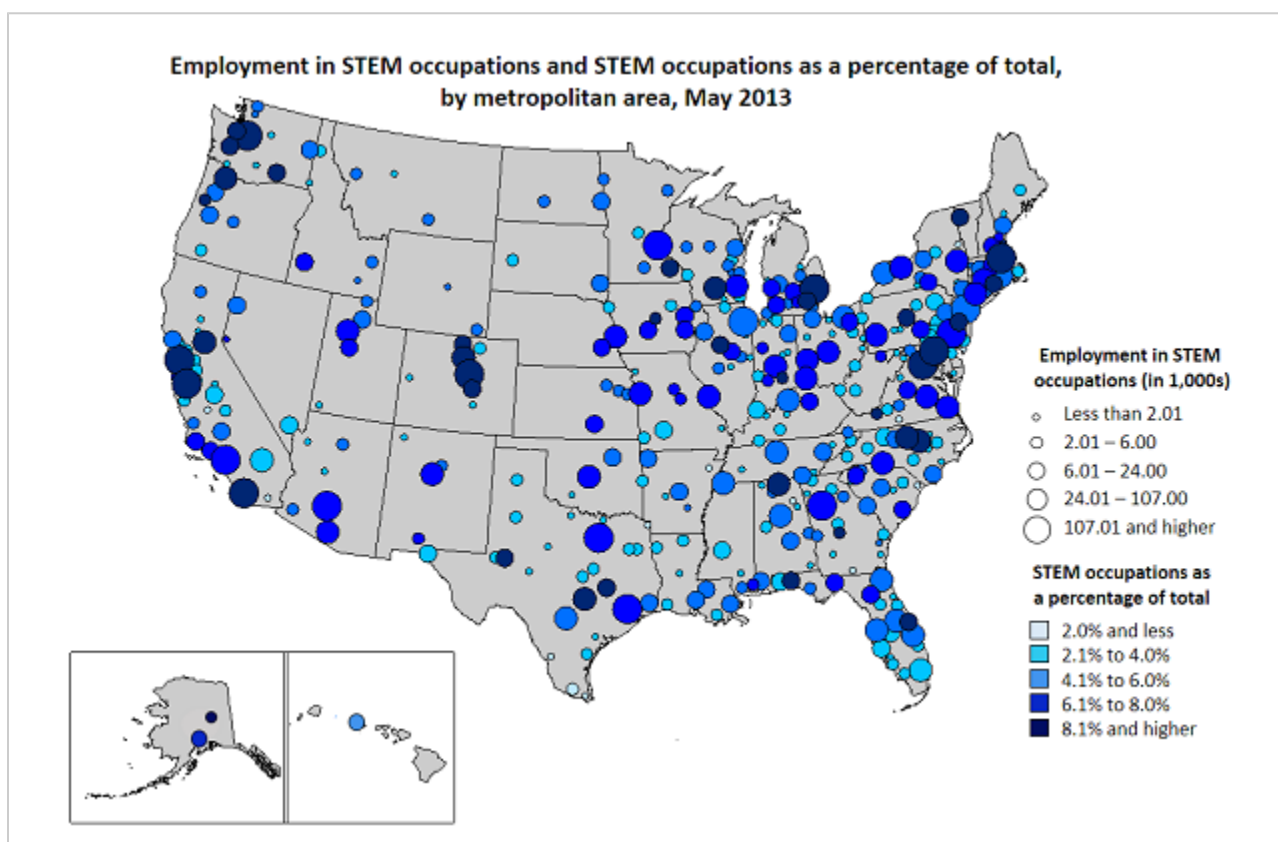 Employment in STEM occupations and STEM occupations as a percentage of total,
by metropolitan area, May 2013
Employment in STEM
occupations (in 1,000s)
Less than 2.01
2.01 – 6.00
6.01 – 24.00
24.01 – 107.00
107.01 and higher
STEM occupations as
a percentage of total
2.0% and less
2.1% to 4.0%
4.1% to 6.0%
6.1% to 8.0%
8.1% and higher